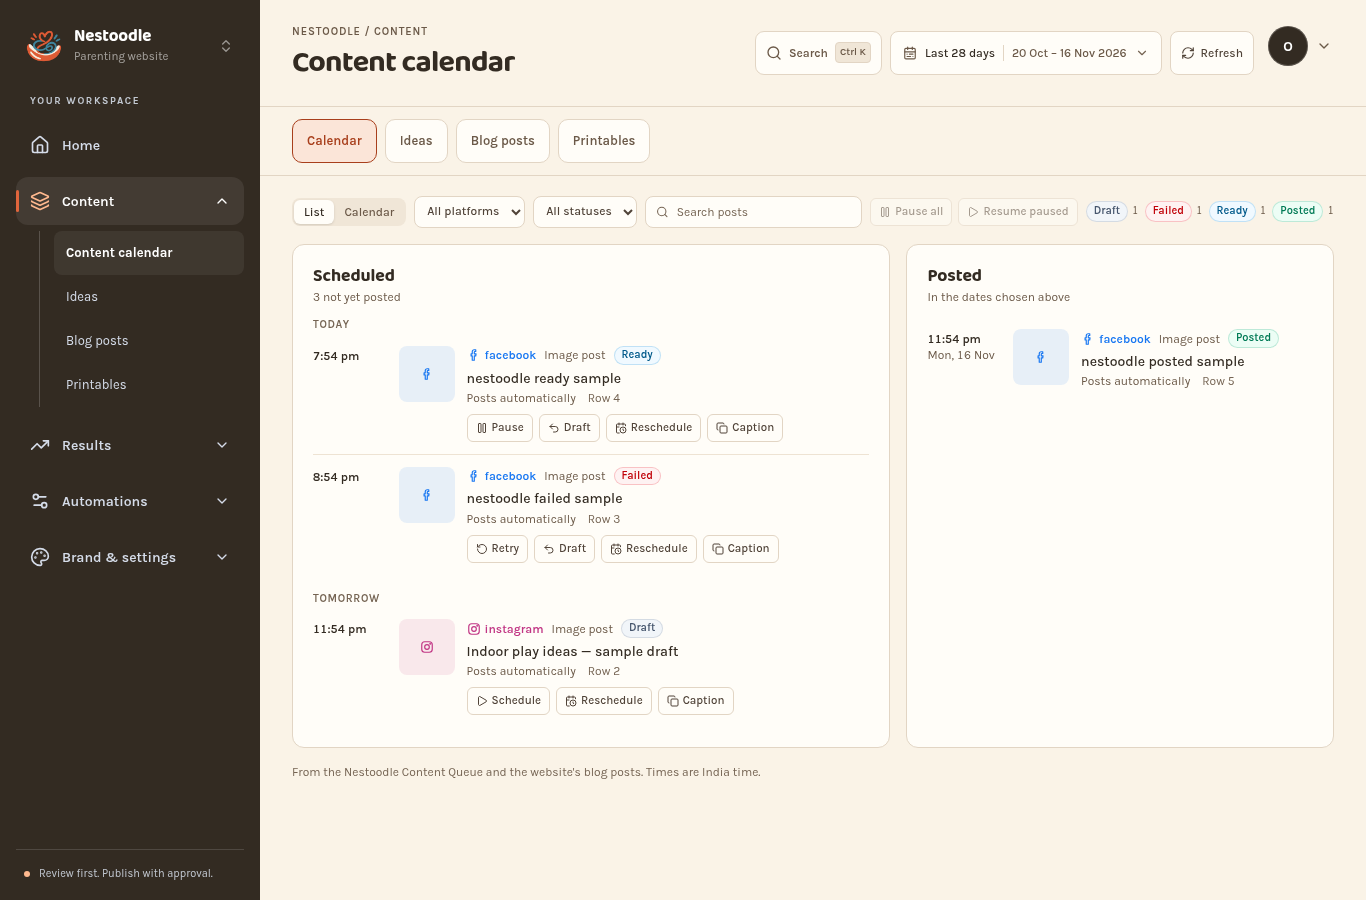 Nestoodle
Parenting website
YOUR WORKSPACE
Home
Content
Content calendar
Ideas
Blog posts
Printables
Results
Automations
Brand & settings
Review first. Publish with approval.
NESTOODLE / CONTENT
Content calendar
Search Ctrl K
Last 28 days 20 Oct – 16 Nov 2026
Refresh
O
Calendar Ideas Blog posts Printables
List Calendar All platforms All statuses Search posts Pause all Resume paused Draft 1 Failed 1 Ready 1 Posted 1
Scheduled
3 not yet posted
TODAY
7:54 pm
facebook Image post Ready
nestoodle ready sample
Posts automatically Row 4
Pause Draft Reschedule Caption
8:54 pm
facebook Image post Failed
nestoodle failed sample
Posts automatically Row 3
Retry Draft Reschedule Caption
TOMORROW
11:54 pm
instagram Image post Draft
Indoor play ideas — sample draft
Posts automatically Row 2
Schedule Reschedule Caption
Posted
In the dates chosen above
11:54 pm
Mon, 16 Nov
facebook Image post Posted
nestoodle posted sample
Posts automatically Row 5
From the Nestoodle Content Queue and the website's blog posts. Times are India time.